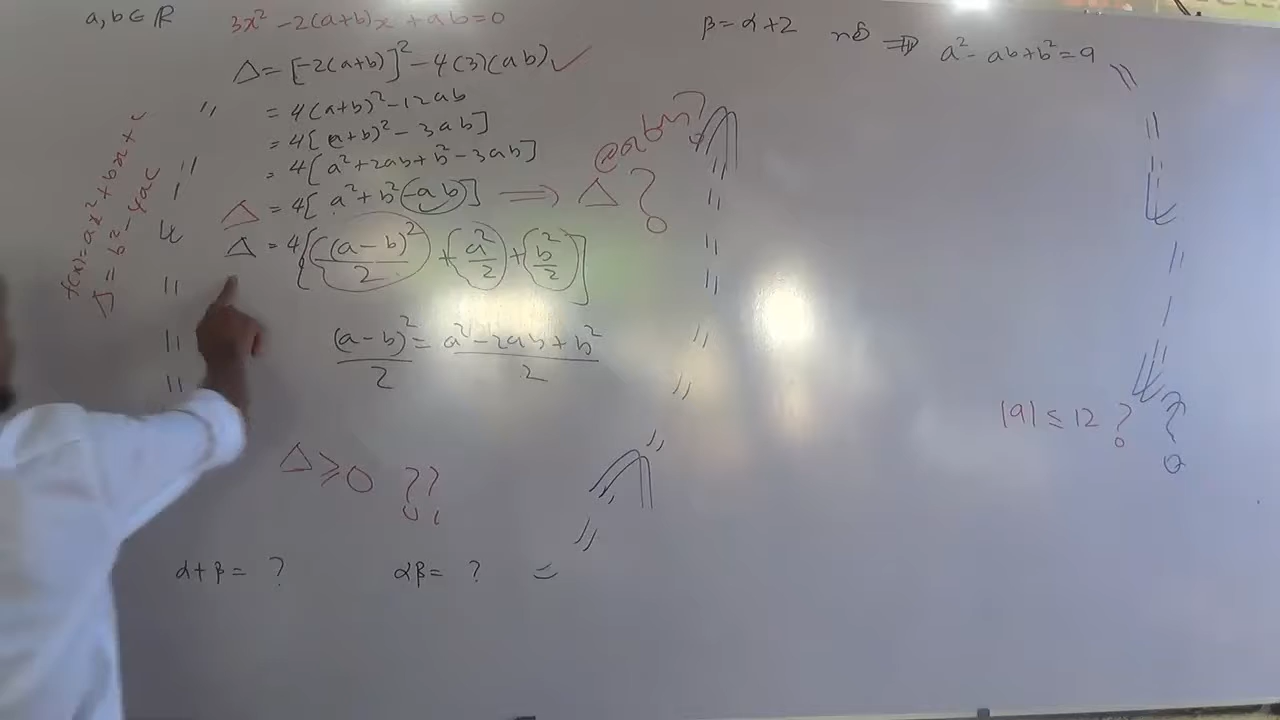 a, b ∈ ℝ 3x² - 2(a+b)x + ab = 0
Δ = [-2(a+b)]² - 4(3)(ab) ✓
= 4(a+b)² - 12ab
= 4[(a+b)² - 3ab]
= 4[a² + 2ab + b² - 3ab]
Δ = 4[a² + b² - ab] ⟹ Δ ?
Δ = 4[(a-b)²/2 + a²/2 + b²/2]
(a-b)²/2 = (a² - 2ab + b²)/2
Δ ≥ 0 ??
α+β = ? αβ = ? =
f(x) = ax² + bx + c
Δ = b² - 4ac
β = α+2 ⇒ a² - ab + b² = 9
|a| ≤ 12 ?